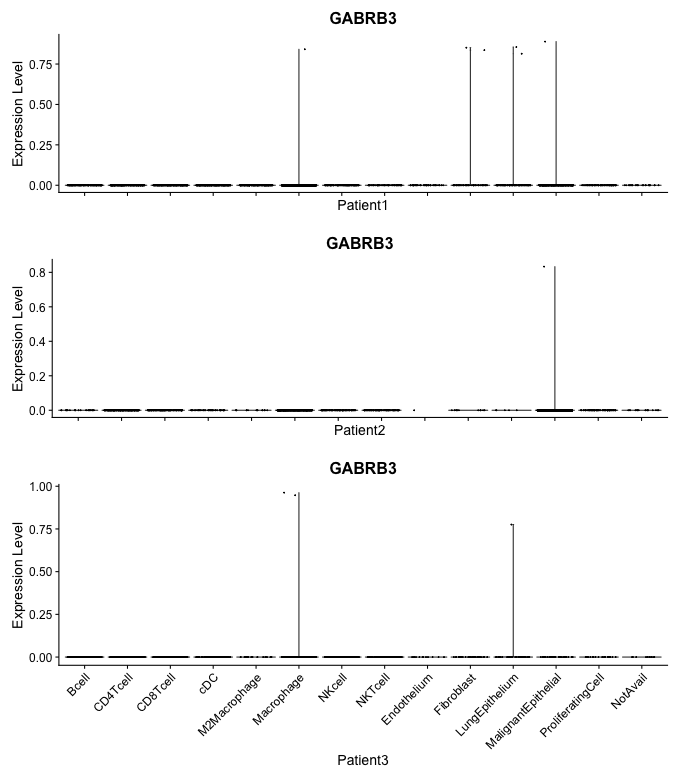 GABRB3
Expression Level
0.75
0.50
0.25
0.00
Patient1
GABRB3
Expression Level
0.8
0.6
0.4
0.2
0.0
Patient2
GABRB3
Expression Level
1.00
0.75
0.50
0.25
0.00
Bcell
CD4Tcell
CD8Tcell
cDC
M2Macrophage
Macrophage
NKcell
NKTcell
Endothelium
Fibroblast
LungEpithelium
MalignantEpithelial
ProliferatingCell
NotAvail
Patient3